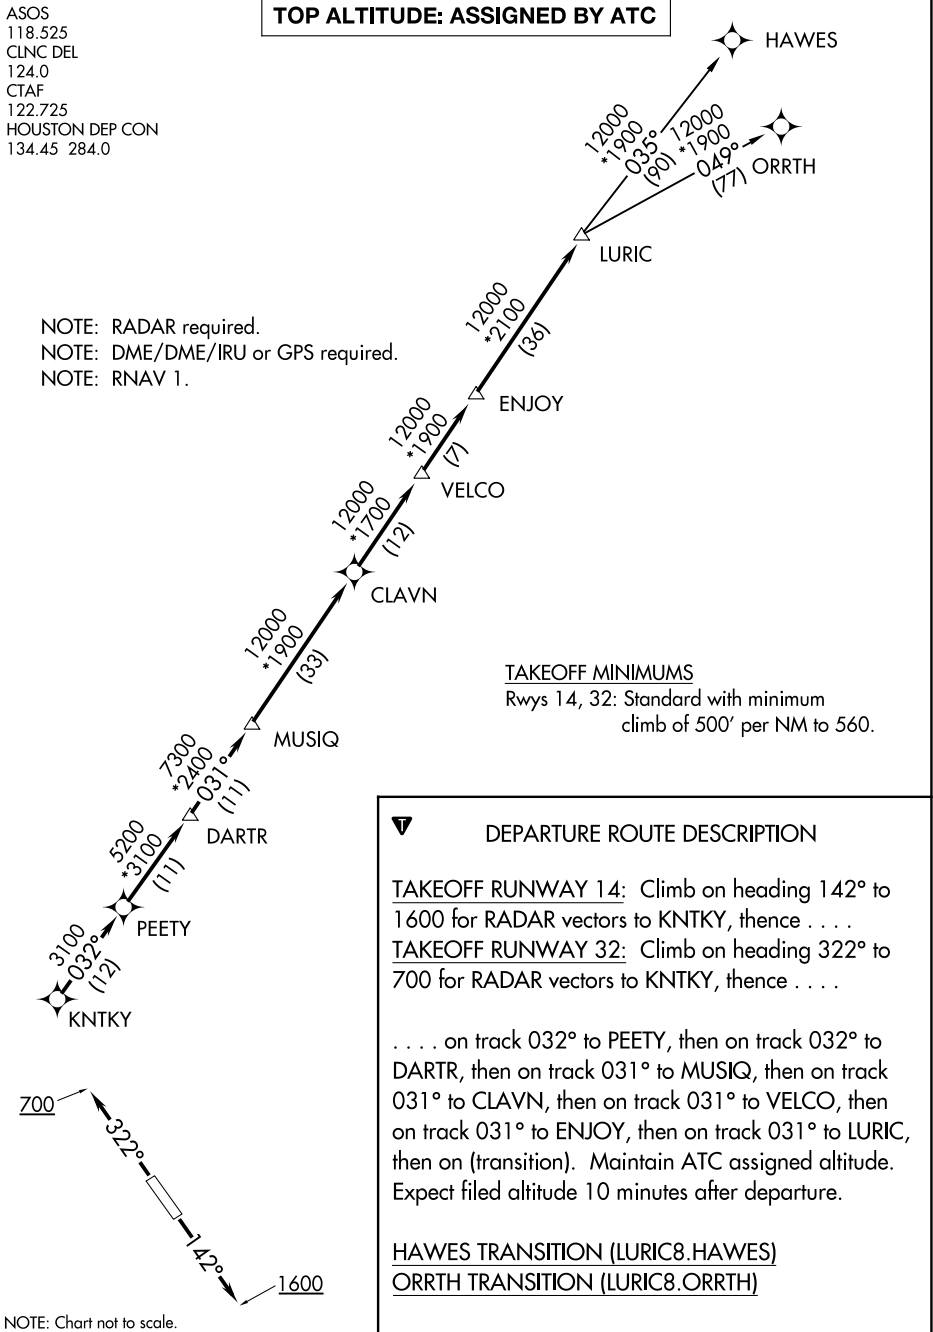 ASOS
118.525
CLNC DEL
124.0
CTAF
122.725
HOUSTON DEP CON
134.45 284.0
TOP ALTITUDE: ASSIGNED BY ATC
HAWES
12000
*1900
035°
(90)
12000
*1900
049°
(77)
ORRTH
LURIC
12000
*2100
(36)
NOTE: RADAR required.
NOTE: DME/DME/IRU or GPS required.
NOTE: RNAV 1.
ENJOY
12000
*1900
(7)
VELCO
12000
*1700
(12)
CLAVN
12000
*1900
(33)
TAKEOFF MINIMUMS
Rwys 14, 32: Standard with minimum
climb of 500' per NM to 560.
MUSIQ
7300
*2400
031°
(11)
DARTR
5200
*3100
(11)
PEETY
3100
032°
(12)
KNTKY
700
322°
142°
1600
NOTE: Chart not to scale.
T
DEPARTURE ROUTE DESCRIPTION
TAKEOFF RUNWAY 14: Climb on heading 142° to
1600 for RADAR vectors to KNTKY, thence . . . .
TAKEOFF RUNWAY 32: Climb on heading 322° to
700 for RADAR vectors to KNTKY, thence . . . .
. . . . on track 032° to PEETY, then on track 032° to
DARTR, then on track 031° to MUSIQ, then on track
031° to CLAVN, then on track 031° to VELCO, then
on track 031° to ENJOY, then on track 031° to LURIC,
then on (transition). Maintain ATC assigned altitude.
Expect filed altitude 10 minutes after departure.
HAWES TRANSITION (LURIC8.HAWES)
ORRTH TRANSITION (LURIC8.ORRTH)